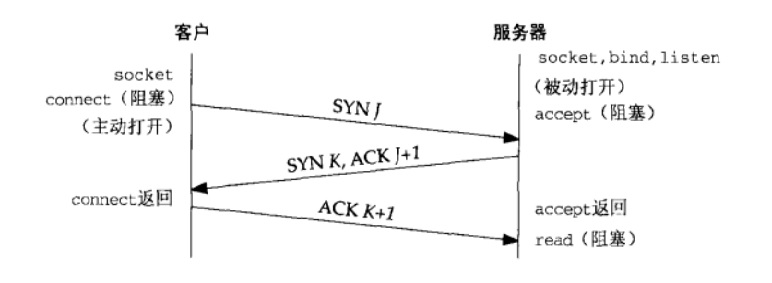 客户
服务器
socket
connect（阻塞）
（主动打开）
socket,bind,listen
（被动打开）
accept（阻塞）
SYN J
SYN K, ACK J+1
connect返回
ACK K+1
accept返回
read（阻塞）